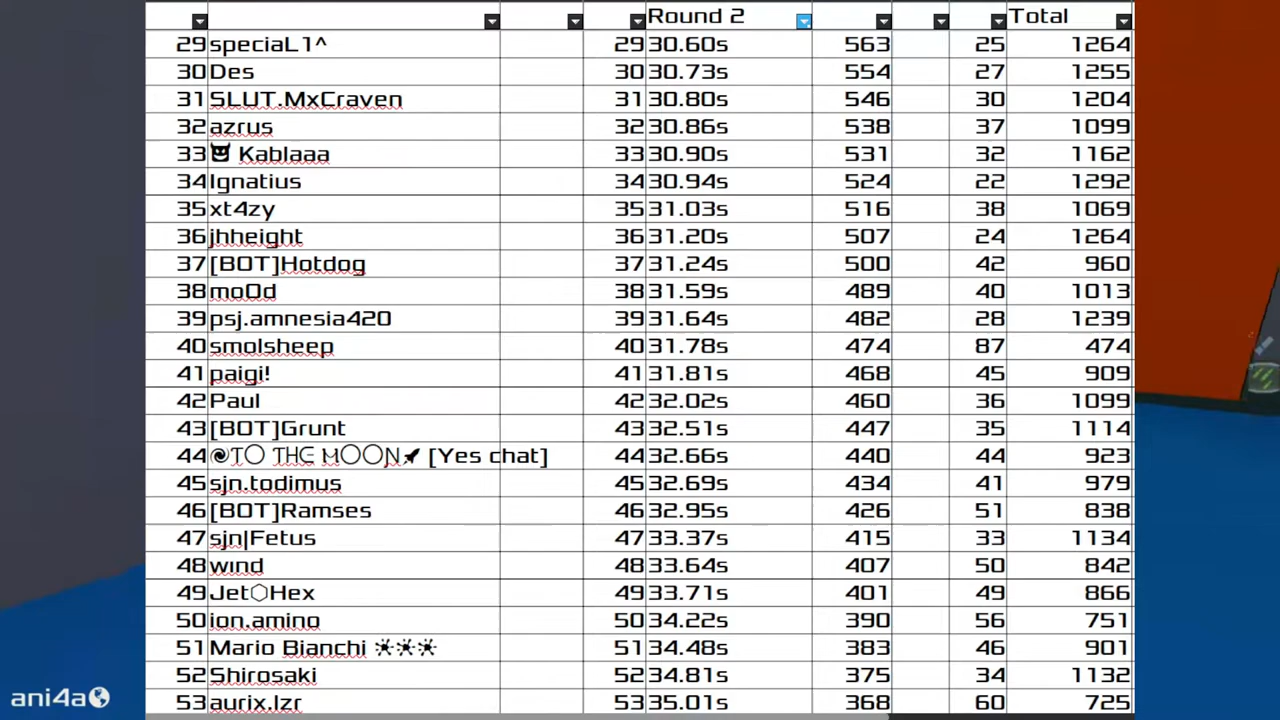 Round 2 Total
29 speciaL1^ 29 30.60s 563 25 1264
30 Des 30 30.73s 554 27 1255
31 SLUT.MxCraven 31 30.80s 546 30 1204
32 azrus 32 30.86s 538 37 1099
33 😈 Kablaaa 33 30.90s 531 32 1162
34 Ignatius 34 30.94s 524 22 1292
35 xt4zy 35 31.03s 516 38 1069
36 jhheight 36 31.20s 507 24 1264
37 [BOT]Hotdog 37 31.24s 500 42 960
38 moOd 38 31.59s 489 40 1013
39 psj.amnesia420 39 31.64s 482 28 1239
40 smolsheep 40 31.78s 474 87 474
41 paigi! 41 31.81s 468 45 909
42 Paul 42 32.02s 460 36 1099
43 [BOT]Grunt 43 32.51s 447 35 1114
44 TO THE MOON🚀 [Yes chat] 44 32.66s 440 44 923
45 sjn.todimus 45 32.69s 434 41 979
46 [BOT]Ramses 46 32.95s 426 51 838
47 sjn|Fetus 47 33.37s 415 33 1134
48 wind 48 33.64s 407 50 842
49 Jet⬡Hex 49 33.71s 401 49 866
50 ion.amino 50 34.22s 390 56 751
51 Mario Bianchi 51 34.48s 383 46 901
52 Shirosaki 52 34.81s 375 34 1132
53 aurix.lzr 53 35.01s 368 60 725
ani4a